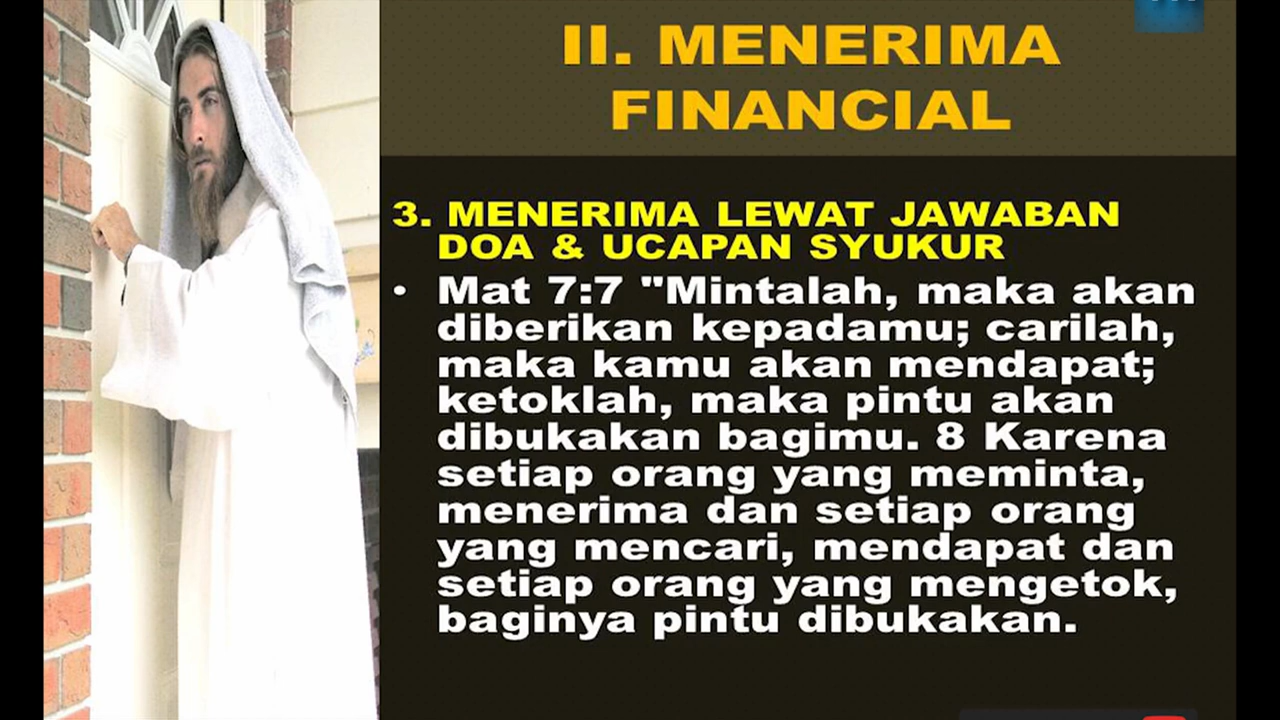 II. MENERIMA
FINANCIAL
3. MENERIMA LEWAT JAWABAN
DOA & UCAPAN SYUKUR
• Mat 7:7 "Mintalah, maka akan
diberikan kepadamu; carilah,
maka kamu akan mendapat;
ketoklah, maka pintu akan
dibukakan bagimu. 8 Karena
setiap orang yang meminta,
menerima dan setiap orang
yang mencari, mendapat dan
setiap orang yang mengetok,
baginya pintu dibukakan.